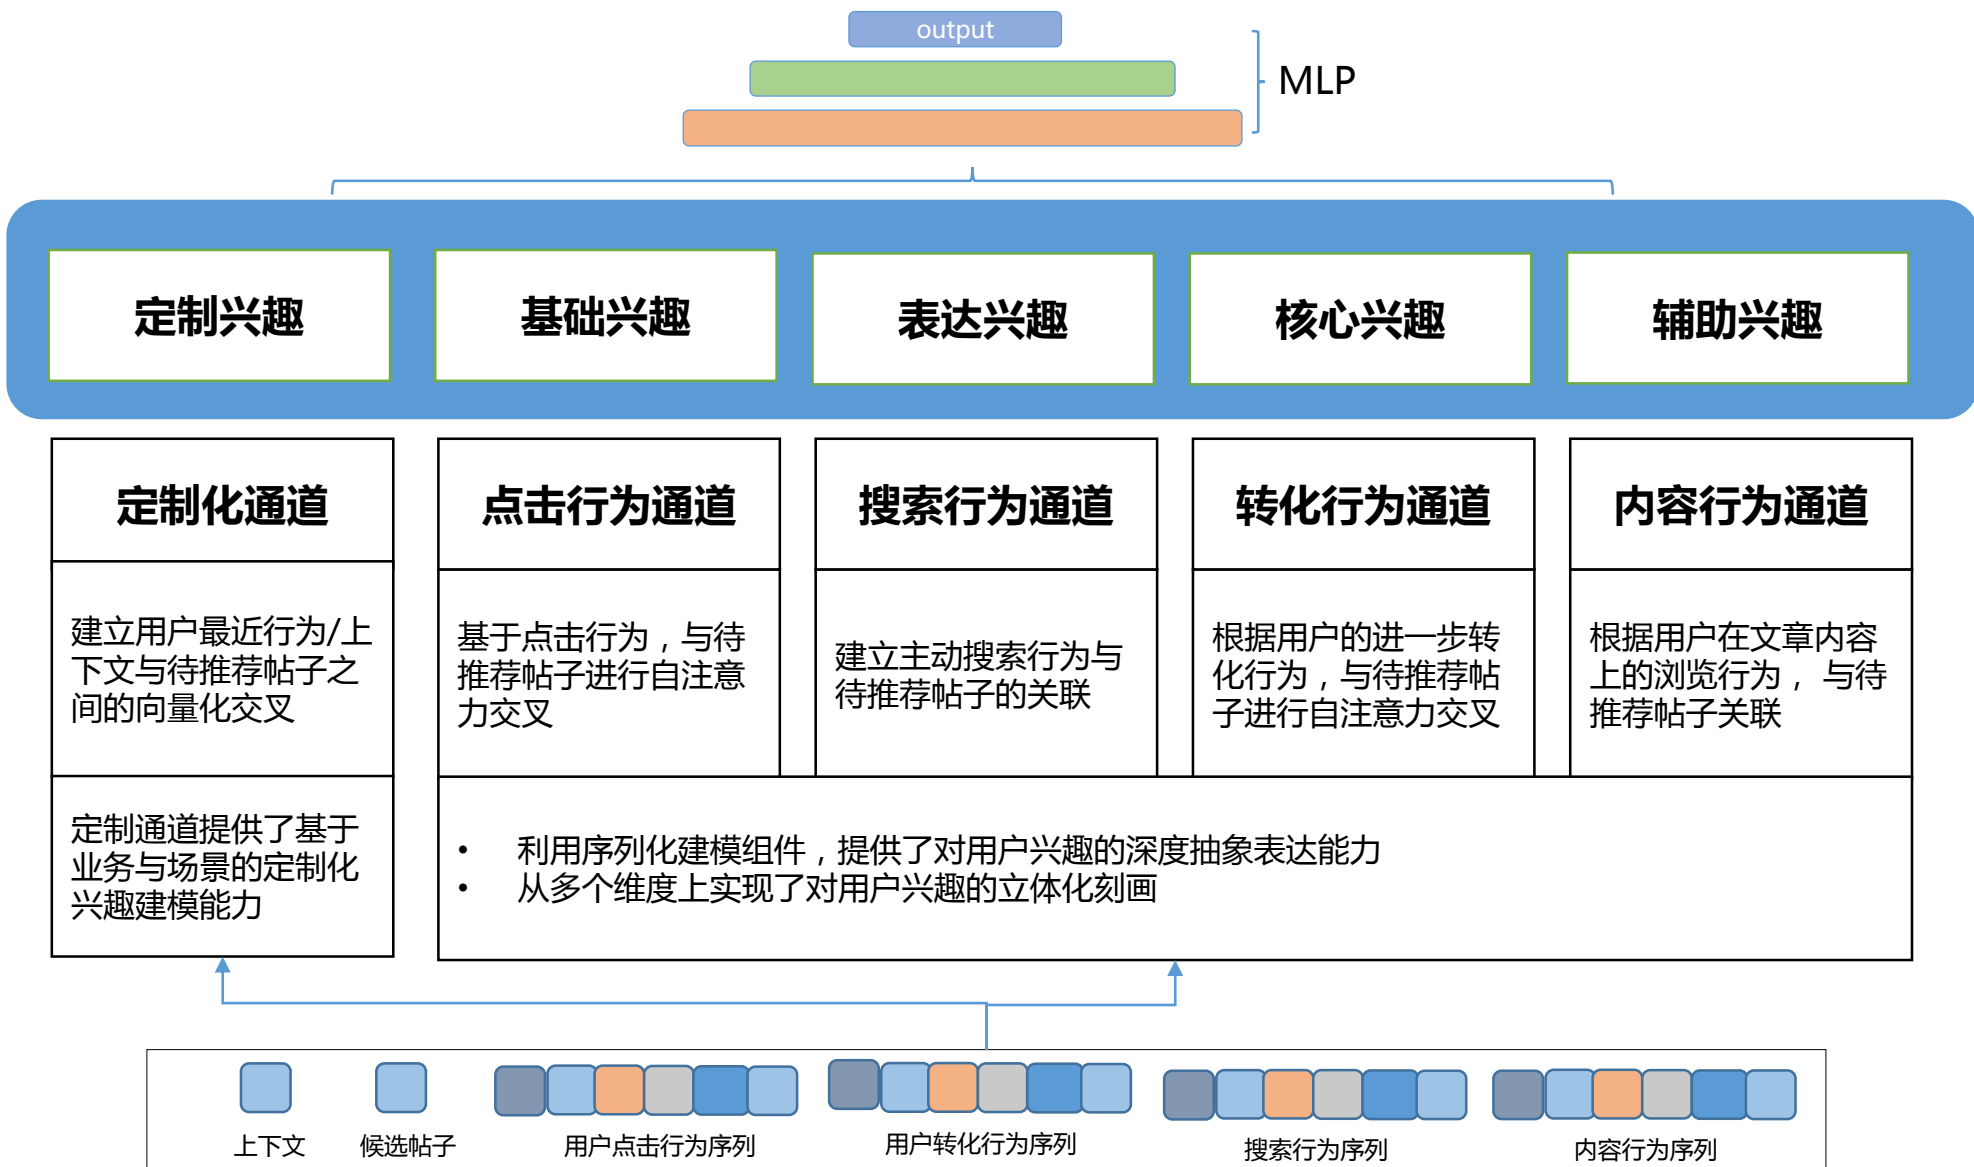 output
MLP
定制兴趣
基础兴趣
表达兴趣
核心兴趣
辅助兴趣
定制化通道
点击行为通道
搜索行为通道
转化行为通道
内容行为通道
建立用户最近行为/上
下文与待推荐帖子之
间的向量化交叉
基于点击行为，与待
推荐帖子进行自注意
力交叉
建立主动搜索行为与
待推荐帖子的关联
根据用户的进一步转
化行为，与待推荐帖
子进行自注意力交叉
根据用户在文章内容
上的浏览行为， 与待
推荐帖子关联
定制通道提供了基于
业务与场景的定制化
兴趣建模能力
• 利用序列化建模组件，提供了对用户兴趣的深度抽象表达能力
• 从多个维度上实现了对用户兴趣的立体化刻画
上下文
候选帖子
用户点击行为序列
用户转化行为序列
搜索行为序列
内容行为序列